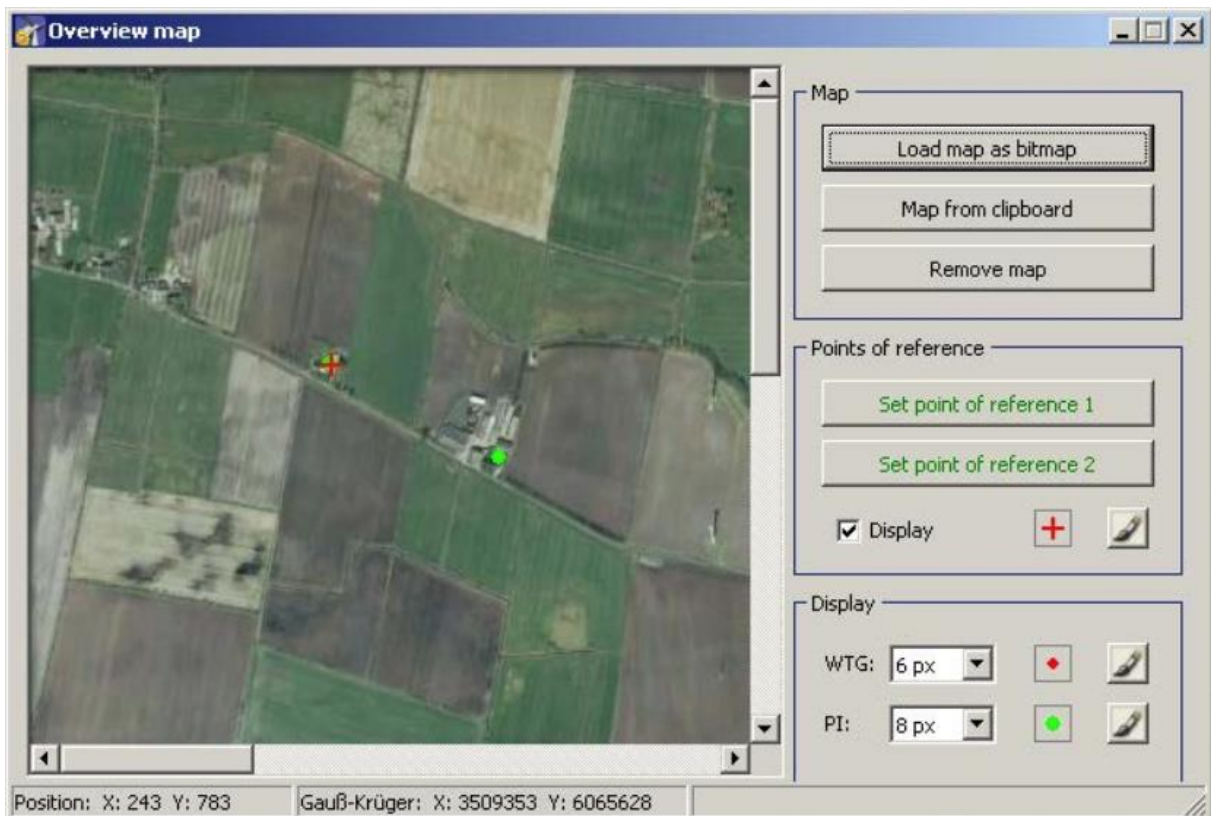 Overview map
Map
Load map as bitmap
Map from clipboard
Remove map
Points of reference
Set point of reference 1
Set point of reference 2
Display
Display
WTG: 6 px
PI: 8 px
Position: X: 243 Y: 783 Gauß-Krüger: X: 3509353 Y: 6065628